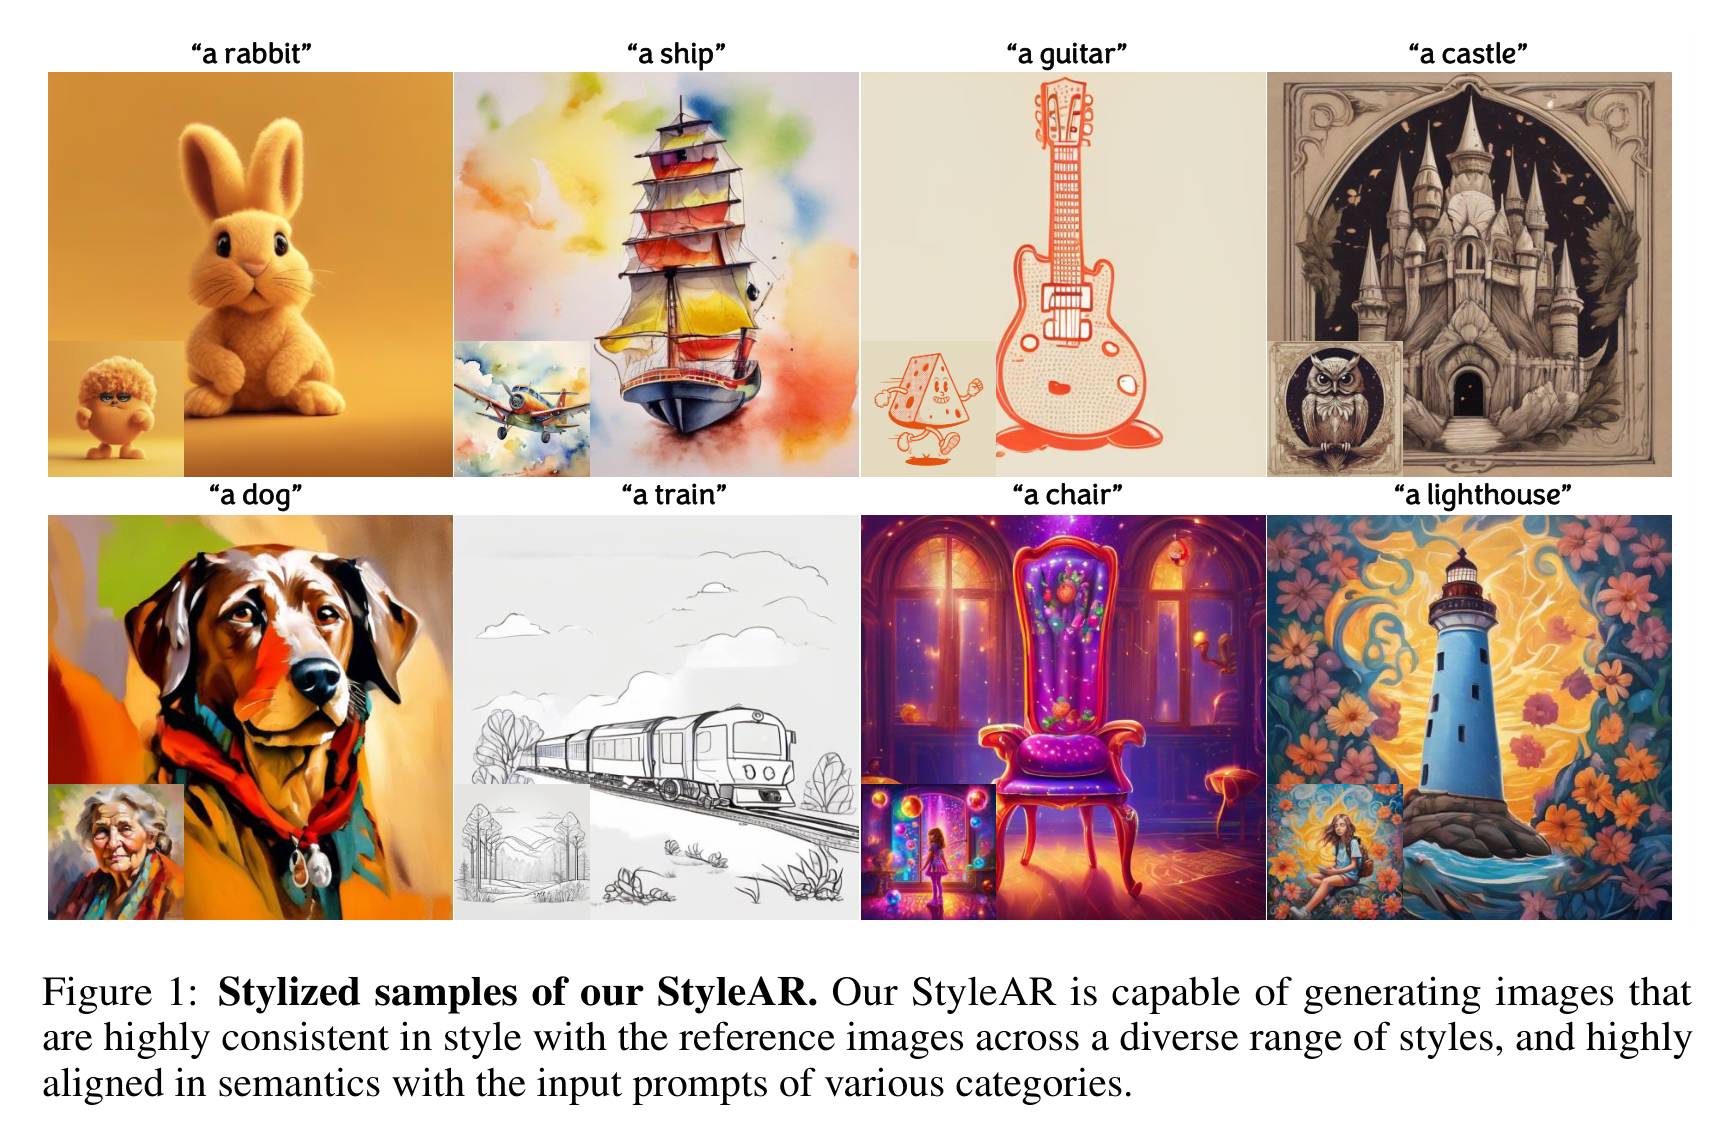 “a rabbit”
“a ship”
“a guitar”
“a castle”
“a dog”
“a train”
“a chair”
“a lighthouse”
Figure 1: Stylized samples of our StyleAR. Our StyleAR is capable of generating images that
are highly consistent in style with the reference images across a diverse range of styles, and highly
aligned in semantics with the input prompts of various categories.